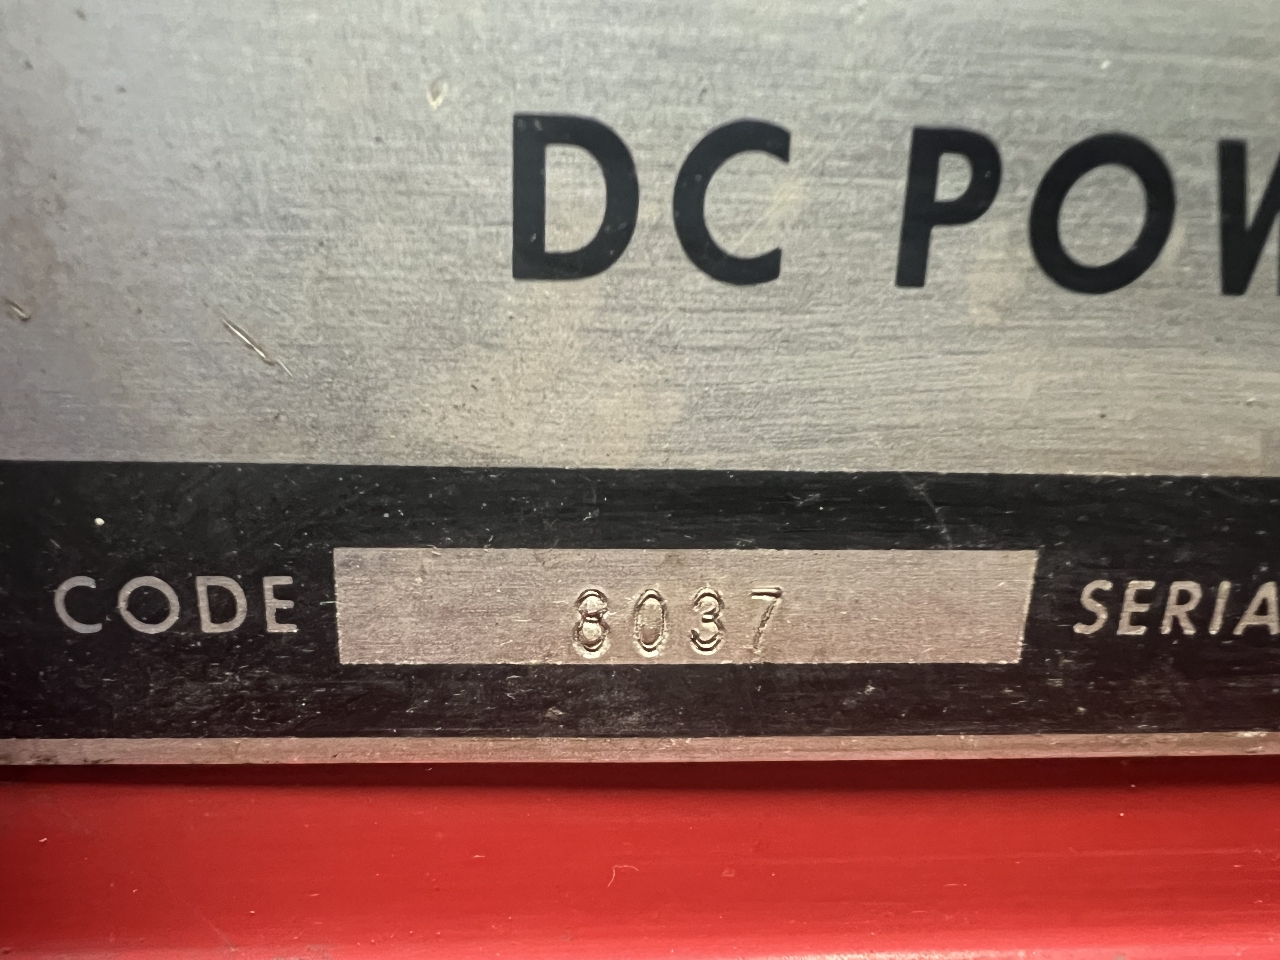 DC POW
CODE 8037 SERIA